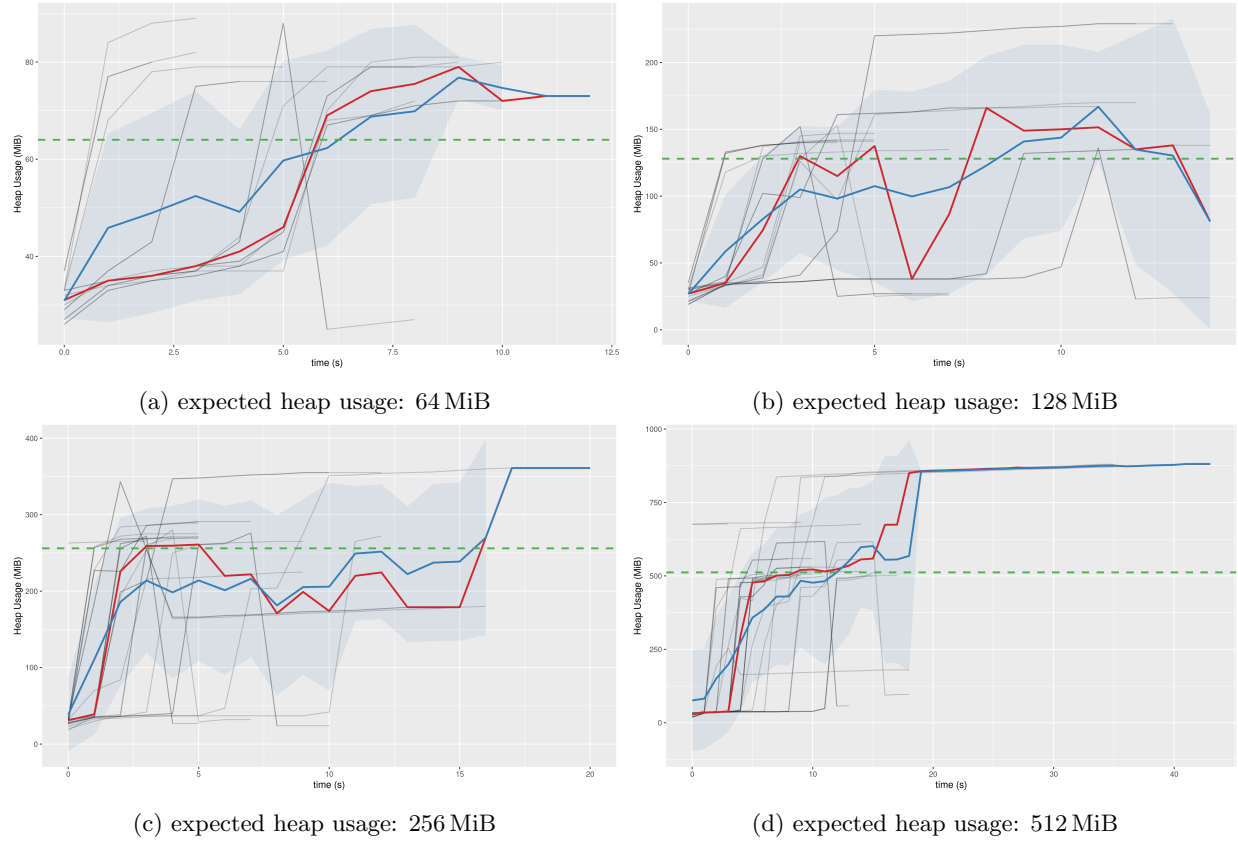 80
60
40
Heap Usage (MiB)
0.0 2.5 5.0 7.5 10.0 12.5
time (s)
200
150
100
50
0
Heap Usage (MiB)
0 5 10
time (s)
(a) expected heap usage: 64 MiB
(b) expected heap usage: 128 MiB
400
300
200
100
0
Heap Usage (MiB)
0 5 10 15 20
time (s)
1000
750
500
250
0
Heap Usage (MiB)
0 10 20 30 40
time (s)
(c) expected heap usage: 256 MiB
(d) expected heap usage: 512 MiB